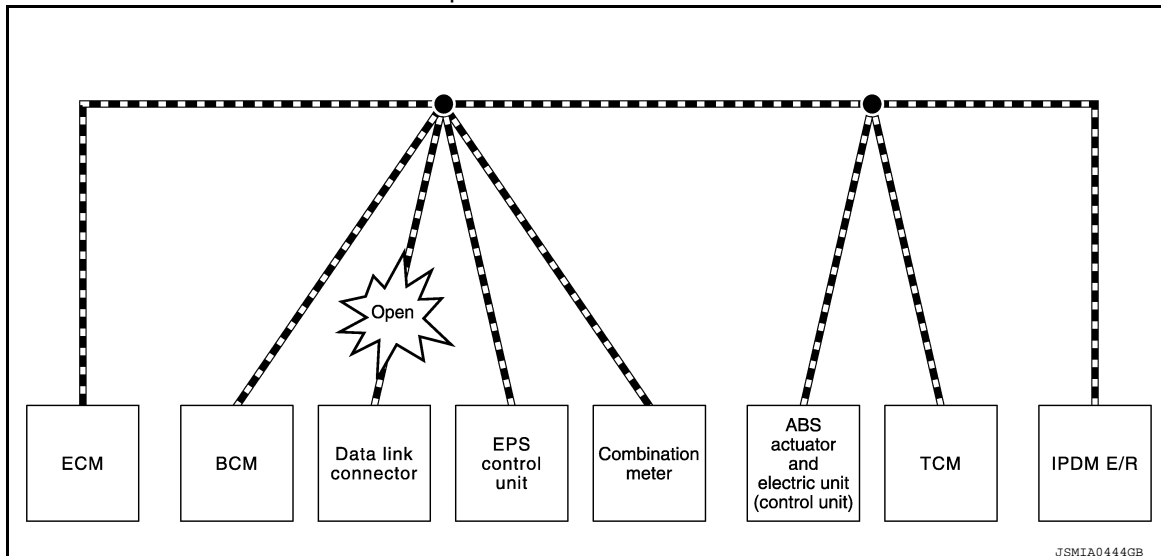 Open
ECM
BCM
Data link
connector
EPS
control
unit
Combination
meter
ABS
actuator
and
electric unit
(control unit)
TCM
IPDM E/R
JSMIA0444GB